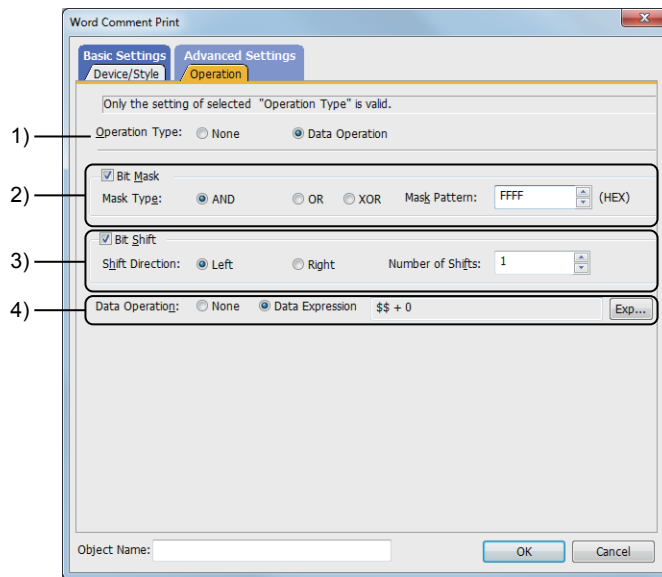 Word Comment Print
x
Basic Settings Advanced Settings
Device/Style Operation
Only the setting of selected "Operation Type" is valid.
1) Operation Type: None Data Operation
Bit Mask
2) Mask Type: AND OR XOR Mask Pattern: FFFF (HEX)
Bit Shift
3) Shift Direction: Left Right Number of Shifts: 1
4) Data Operation: None Data Expression $$ + 0 Exp...
Object Name: OK Cancel